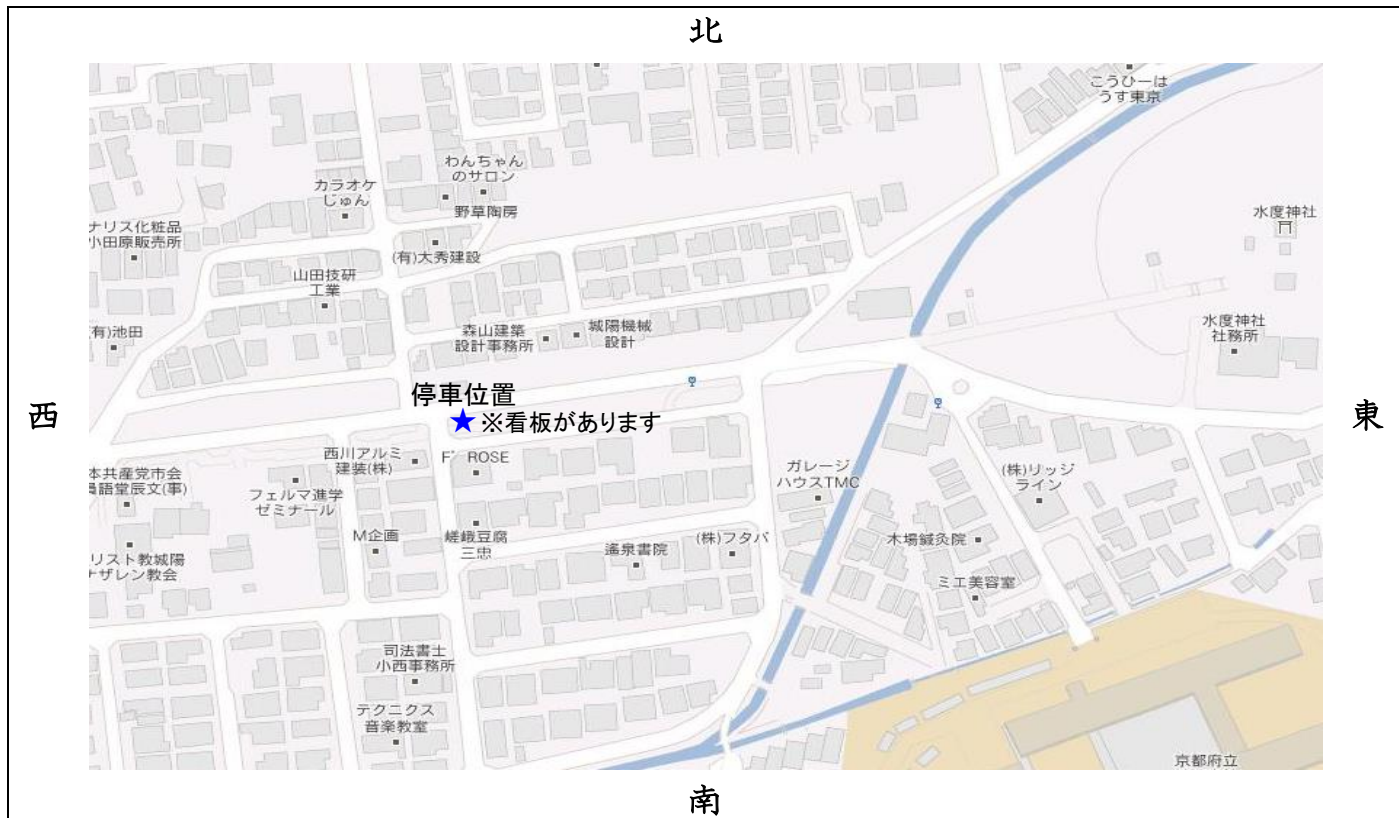 北
こうひーは
うす東京
わんちゃん
のサロン
カラオケ
じゅん
野草陶房
水度神社
ナリス化粧品
小田原販売所
(有)大秀建設
山田技研
工業
有)池田
森山建築
設計事務所
城陽機械
設計
水度神社
社務所
停車位置
★※看板があります
西
東
西川アルミ
建装(株)
F' ROSE
ガレージ
ハウスTMC
(株)リッジ
ライン
本共産党市会
員語堂辰文(事)
フェルマ進学
ゼミナール
M企画
嵯峨豆腐
三忠
遙泉書院
(株)フタバ
木場鍼灸院
リスト教城陽
ナザレン教会
ミエ美容室
司法書士
小西事務所
テクニクス
音楽教室
京都府立
南